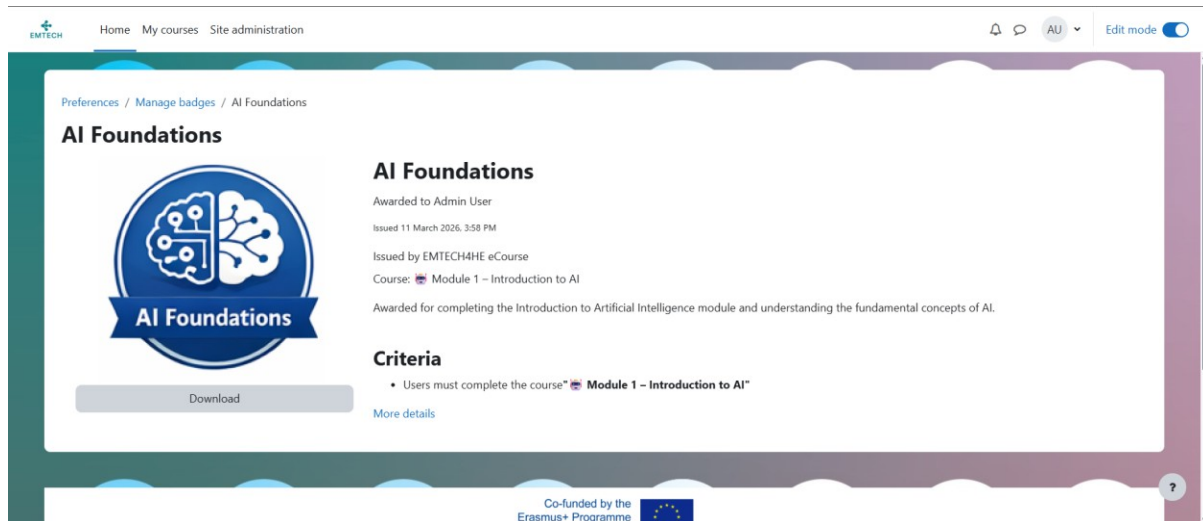 EMTECH
Home My courses Site administration
AU
Edit mode
Preferences / Manage badges / AI Foundations
AI Foundations
AI Foundations
Download
AI Foundations
Awarded to Admin User
Issued 11 March 2026, 3:58 PM
Issued by EMTECH4HE eCourse
Course: Module 1 – Introduction to AI
Awarded for completing the Introduction to Artificial Intelligence module and understanding the fundamental concepts of AI.
Criteria
• Users must complete the course" Module 1 – Introduction to AI"
More details
?
Co-funded by the
Erasmus+ Programme